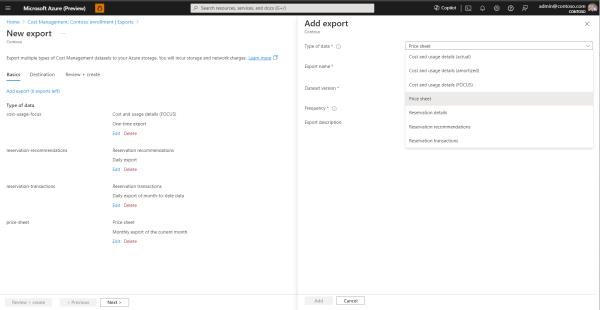 Microsoft Azure (Preview)
Search resources, services, and docs (G+/)
Copilot
admin@contoso.com
CONTOSO
Home > Cost Management: Contoso enrollment | Exports >
New export
Contoso
Export multiple types of Cost Management datasets to your Azure storage. You will incur storage and network charges. Learn more
Basics Destination Review + create
Add export (6 exports left)
Type of data
cost-usage-focus
Cost and usage details (FOCUS)
One-time export
Edit Delete
reservation-recommendations
Reservation recommendations
Daily export
Edit Delete
reservation-transactions
Reservation transactions
Daily export of month-to-date data
Edit Delete
price-sheet
Price sheet
Monthly export of the current month
Edit Delete
Review + create
< Previous
Next >
Add export
Contoso
Type of data *
Price sheet
Cost and usage details (actual)
Cost and usage details (amortized)
Cost and usage details (FOCUS)
Price sheet
Reservation details
Reservation recommendations
Reservation transactions
Export name *
Dataset version *
Frequency *
Export description
Add
Cancel